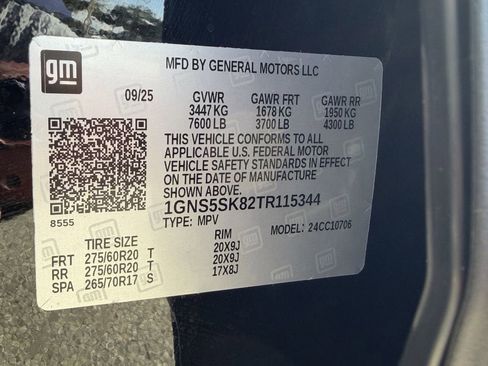 gm
MFD BY GENERAL MOTORS LLC
09/25 GVWR GAWR FRT GAWR RR
3447 KG 1678 KG 1950 KG
7600 LB 3700 LB 4300 LB
THIS VEHICLE CONFORMS TO ALL
APPLICABLE U.S. FEDERAL MOTOR
VEHICLE SAFETY STANDARDS IN EFFECT
ON THE DATE OF MANUFACTURE
SHOWN ABOVE.
1GNS5SK82TR115344
8555 TYPE: MPV MODEL: 24CC10706
TIRE SIZE RIM
FRT 275/60R20 T 20X9J
RR 275/60R20 T 20X9J
SPA 265/70R17 S 17X8J